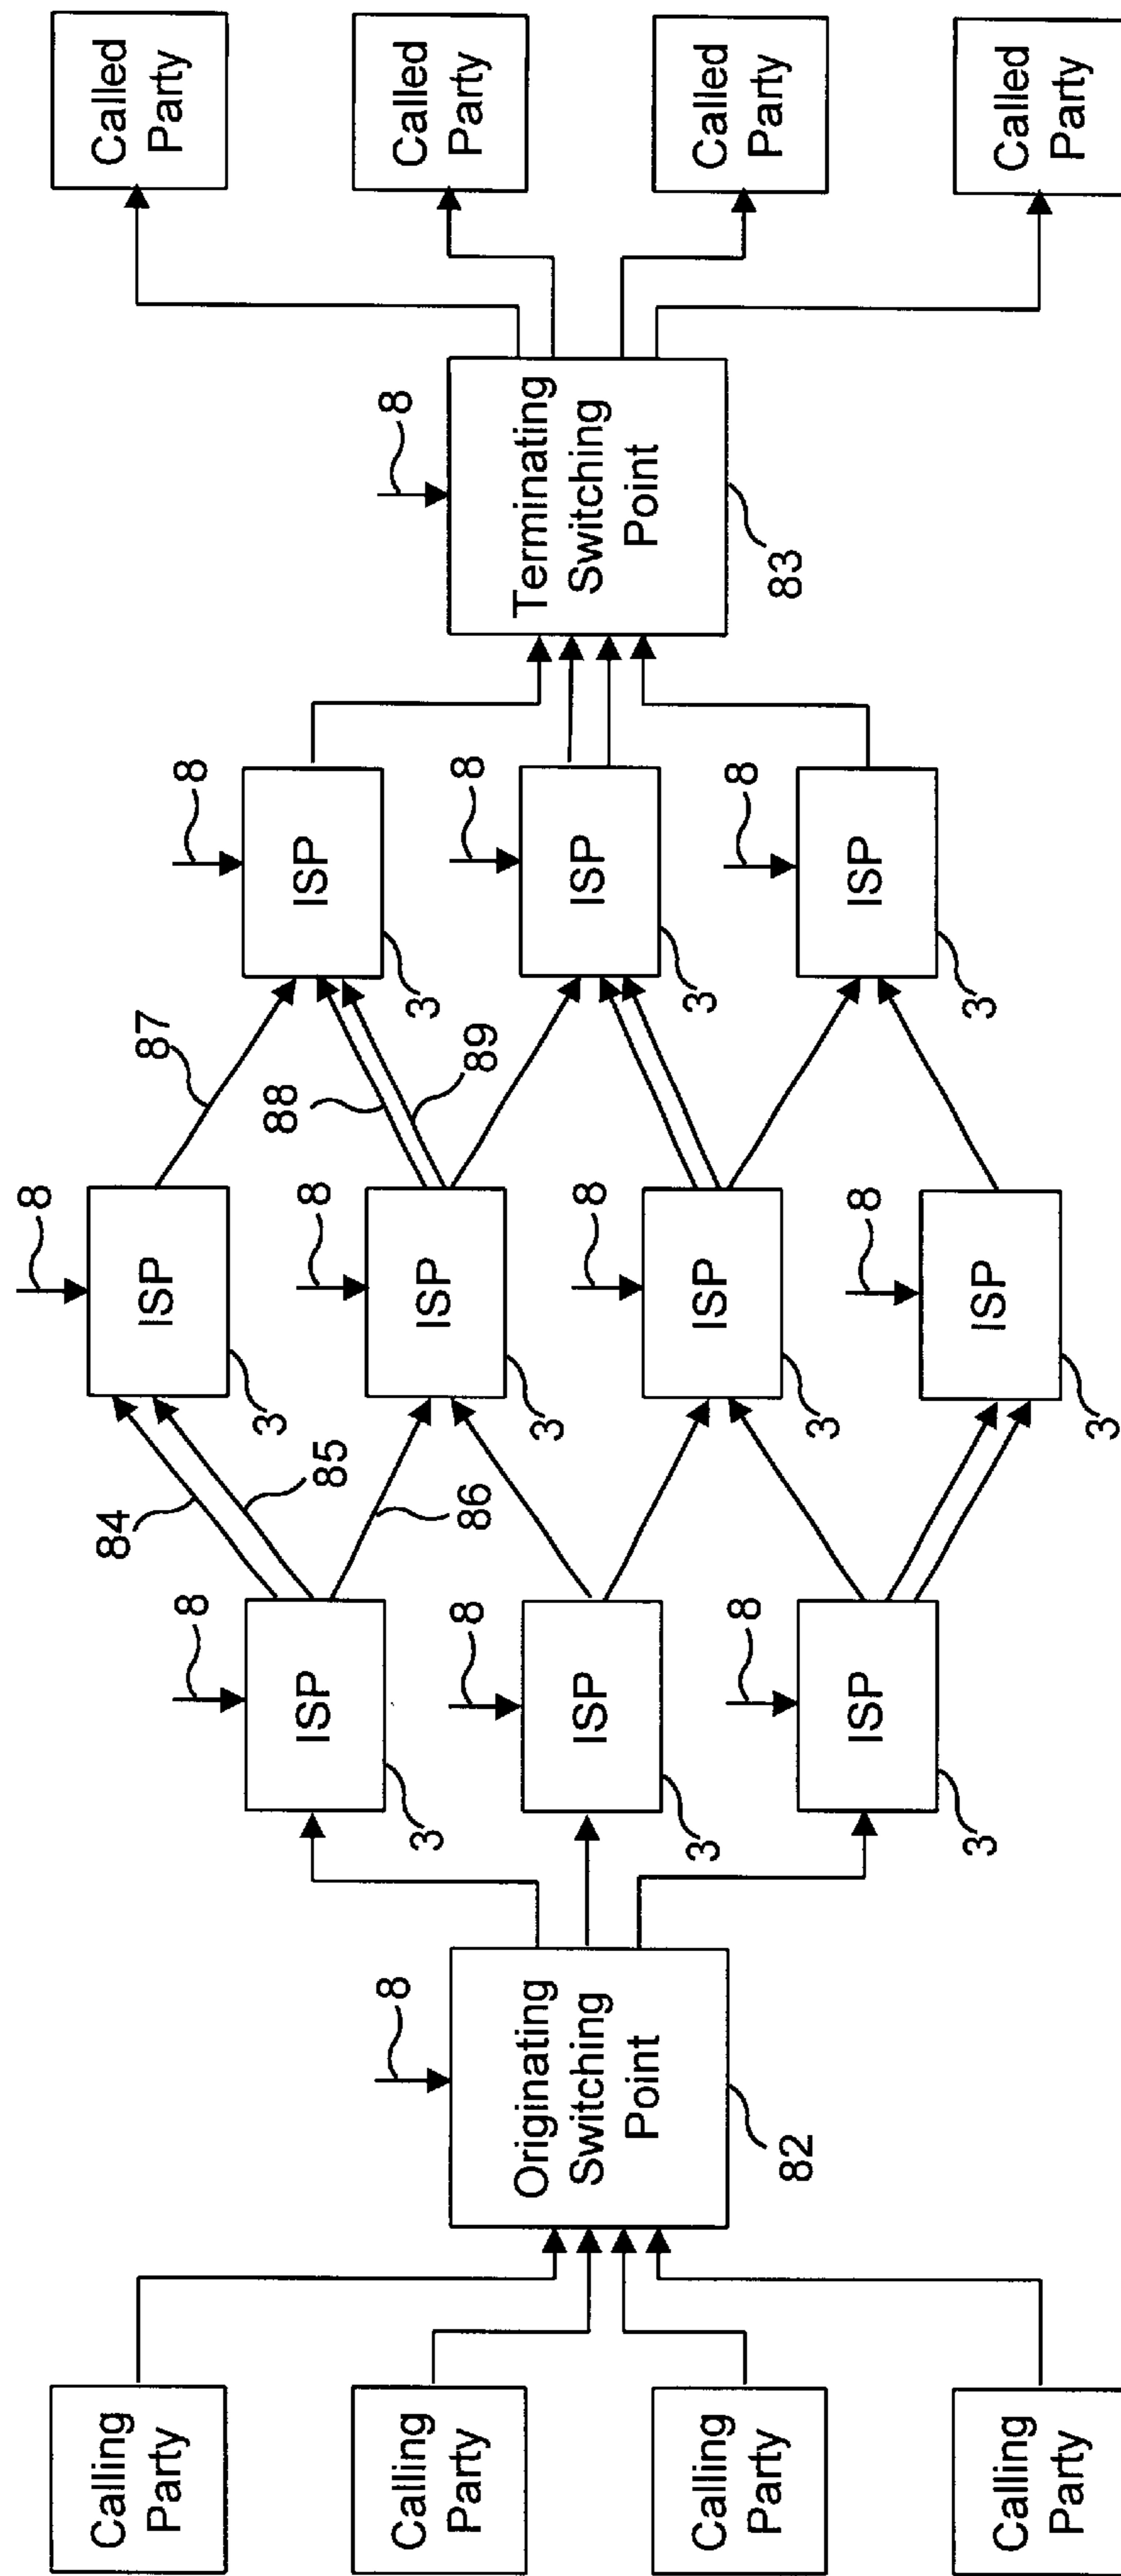 Calling
Party
Calling
Party
Calling
Party
Calling
Party
8
Originating
Switching
Point
82
8
ISP
3
8
ISP
3
8
ISP
3
84
85
86
8
ISP
3
8
ISP
3
8
ISP
3
8
ISP
3
87
88
89
8
ISP
3
8
ISP
3
8
ISP
3
8
Terminating
Switching
Point
83
Called
Party
Called
Party
Called
Party
Called
Party